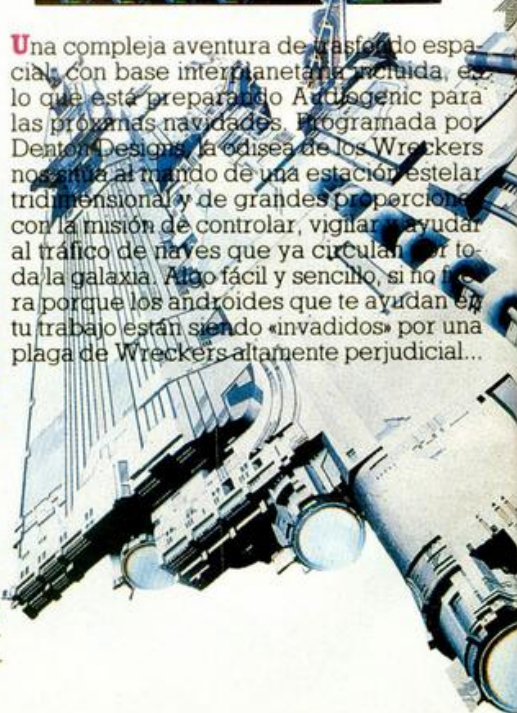 Una compleja aventura de trasfondo espa-
cial, con base interplanetaria incluida, es
lo que está preparando Audiogenic para
las próximas navidades. Programada por
Denton Designs, la odisea de los Wreckers
nos sitúa al mando de una estación estelar
tridimensional y de grandes proporciones
con la misión de controlar, vigilar y ayudar
al tráfico de naves que ya circulan por to-
da la galaxia. Algo fácil y sencillo, si no fue-
ra porque los androides que te ayudan en
tu trabajo están siendo «invadidos» por una
plaga de Wreckers altamente perjudicial...